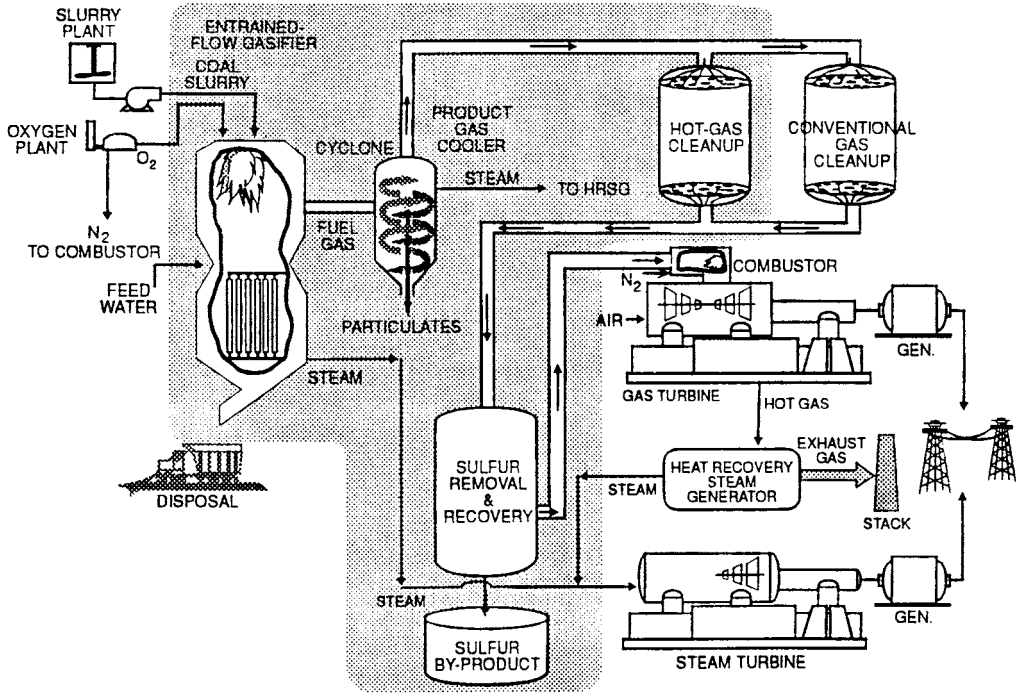 SLURRY
PLANT
ENTRAINED-
FLOW GASIFIER
COAL
SLURRY
OXYGEN
PLANT
O2
N2
TO COMBUSTOR
FEED
WATER
CYCLONE
PRODUCT
GAS
COOLER
STEAM
TO HRSG
FUEL
GAS
PARTICULATES
HOT-GAS
CLEANUP
CONVENTIONAL
GAS
CLEANUP
COMBUSTOR
N2
AIR
GEN.
GAS TURBINE
HOT GAS
STEAM
DISPOSAL
SULFUR
REMOVAL
&
RECOVERY
STEAM
HEAT RECOVERY
STEAM
GENERATOR
EXHAUST
GAS
STACK
STEAM
SULFUR
BY-PRODUCT
GEN.
STEAM TURBINE